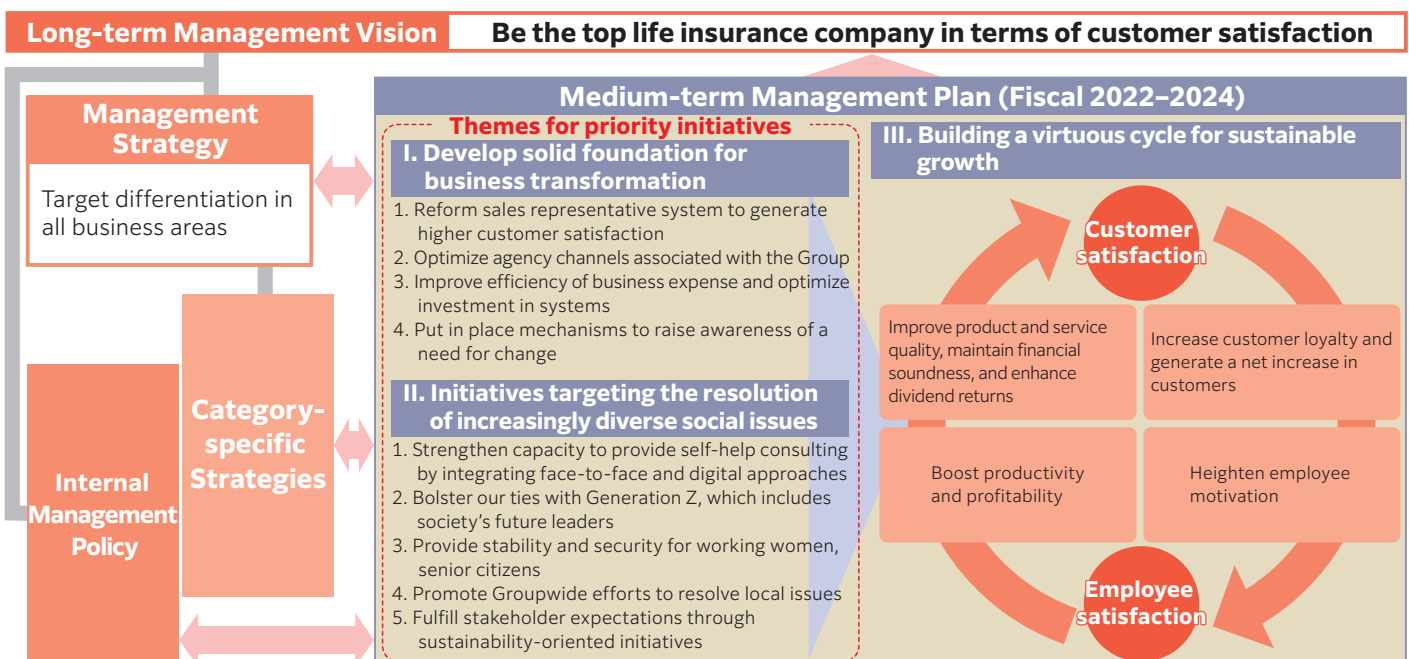 Long-term Management Vision
Be the top life insurance company in terms of customer satisfaction
Management
Strategy
Target differentiation in
all business areas
Category-
specific
Strategies
Internal
Management
Policy
Medium-term Management Plan (Fiscal 2022–2024)
Themes for priority initiatives
I. Develop solid foundation for
business transformation
1. Reform sales representative system to generate
higher customer satisfaction
2. Optimize agency channels associated with the Group
3. Improve efficiency of business expense and optimize
investment in systems
4. Put in place mechanisms to raise awareness of a
need for change
II. Initiatives targeting the resolution
of increasingly diverse social issues
1. Strengthen capacity to provide self-help consulting
by integrating face-to-face and digital approaches
2. Bolster our ties with Generation Z, which includes
society’s future leaders
3. Provide stability and security for working women,
senior citizens
4. Promote Groupwide efforts to resolve local issues
5. Fulfill stakeholder expectations through
sustainability-oriented initiatives
III. Building a virtuous cycle for sustainable
growth
Customer
satisfaction
Improve product and service
quality, maintain financial
soundness, and enhance
dividend returns
Increase customer loyalty and
generate a net increase in
customers
Boost productivity
and profitability
Heighten employee
motivation
Employee
satisfaction